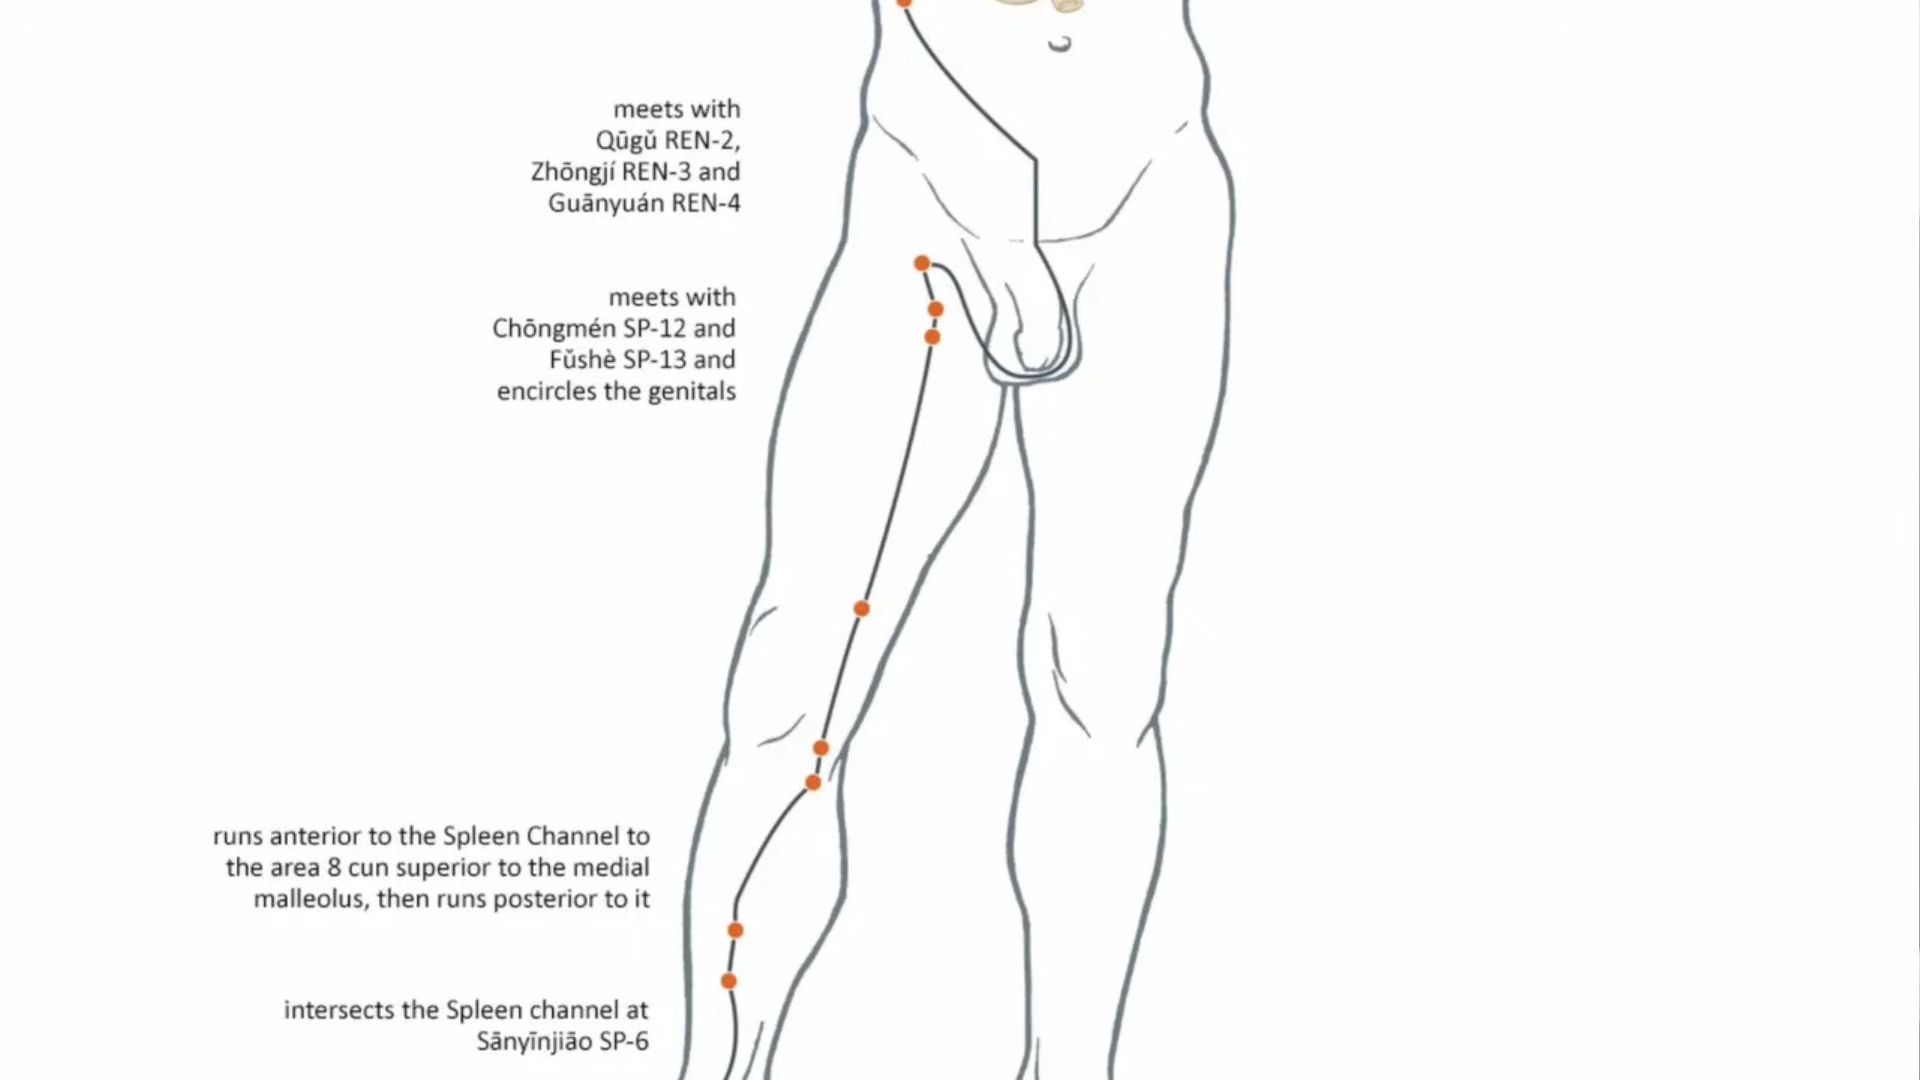 meets with
Qūgǔ REN-2,
Zhōngjí REN-3 and
Guānyuán REN-4
meets with
Chōngmén SP-12 and
Fǔshè SP-13 and
encircles the genitals
runs anterior to the Spleen Channel to
the area 8 cun superior to the medial
malleolus, then runs posterior to it
intersects the Spleen channel at
Sānyīnjiāo SP-6